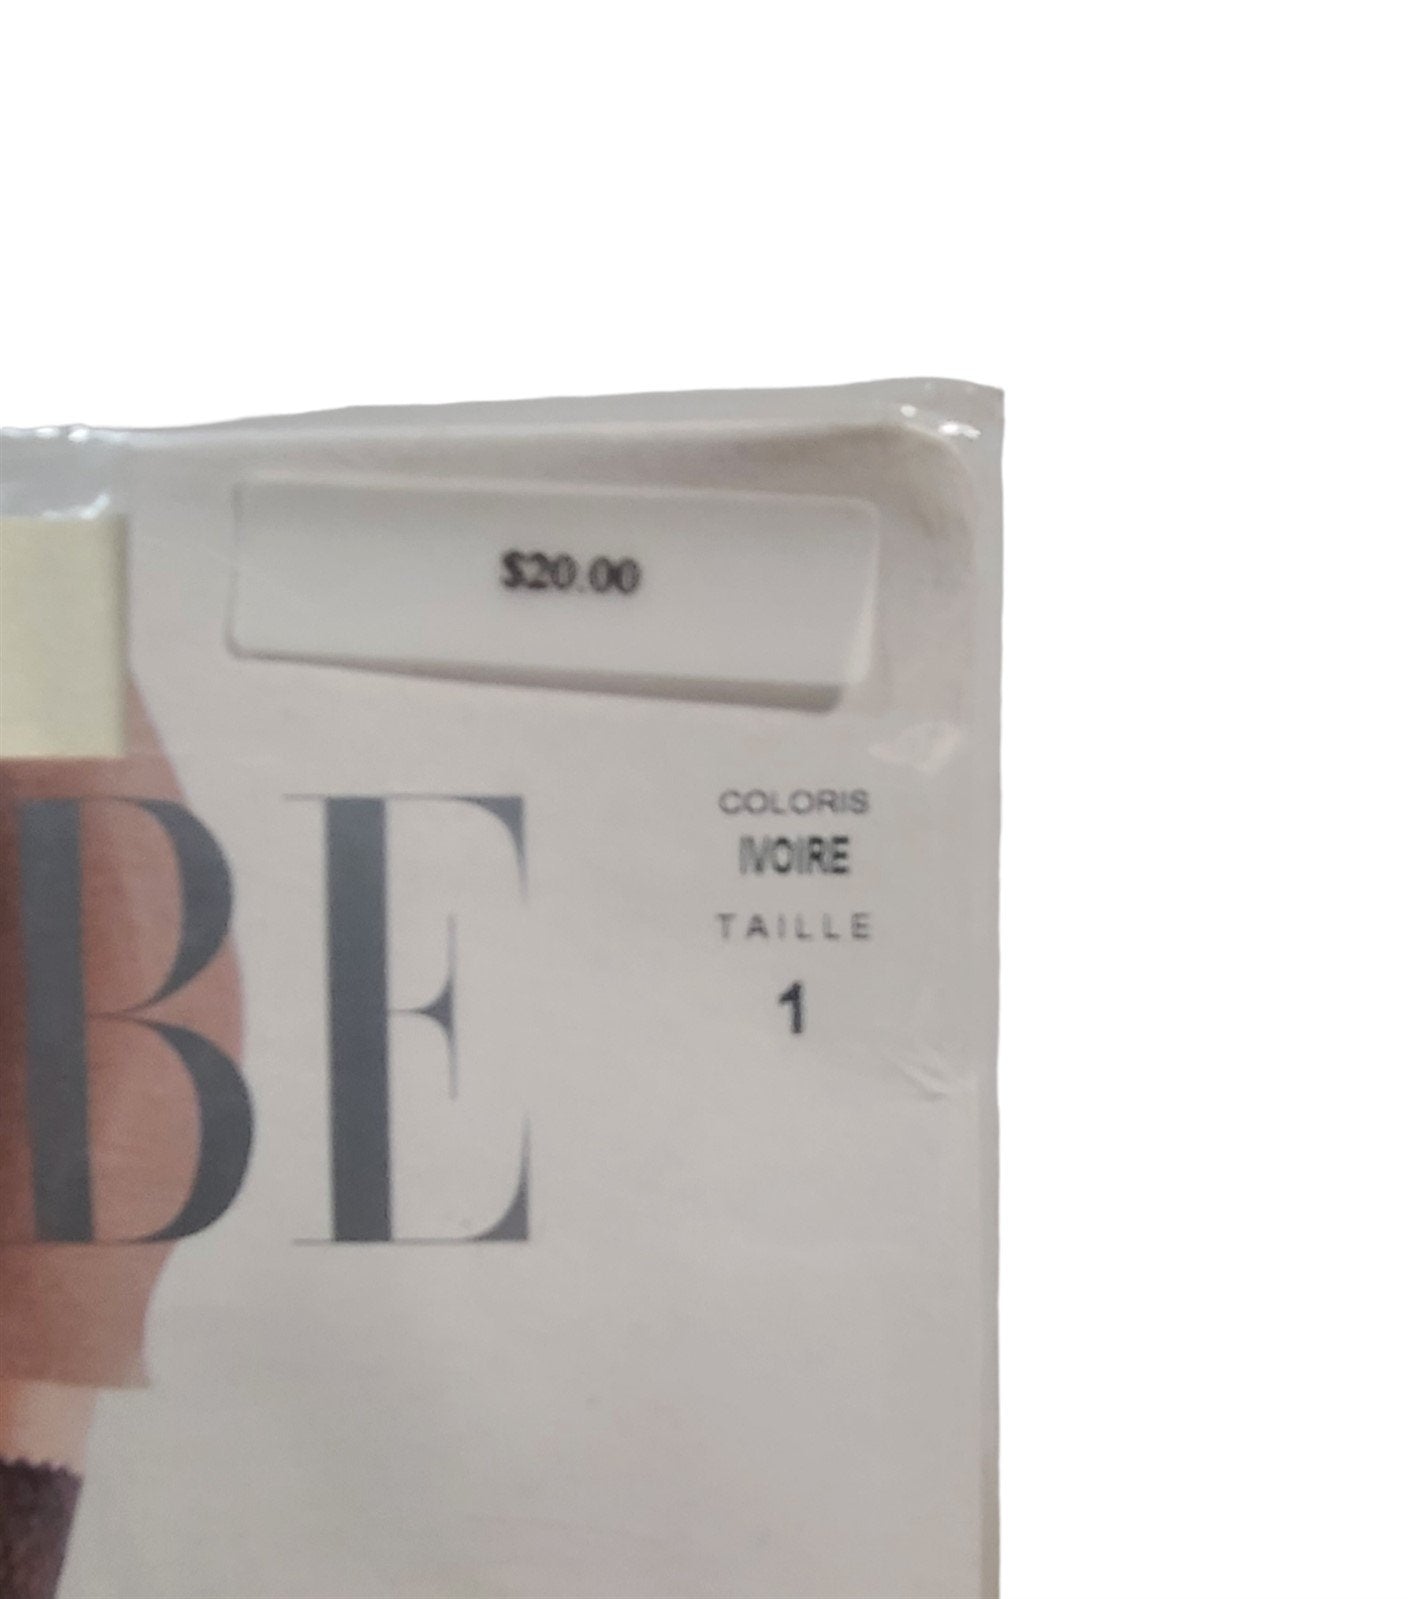 $20.00
BE
COLORIS
IVOIRE
TAILLE
1